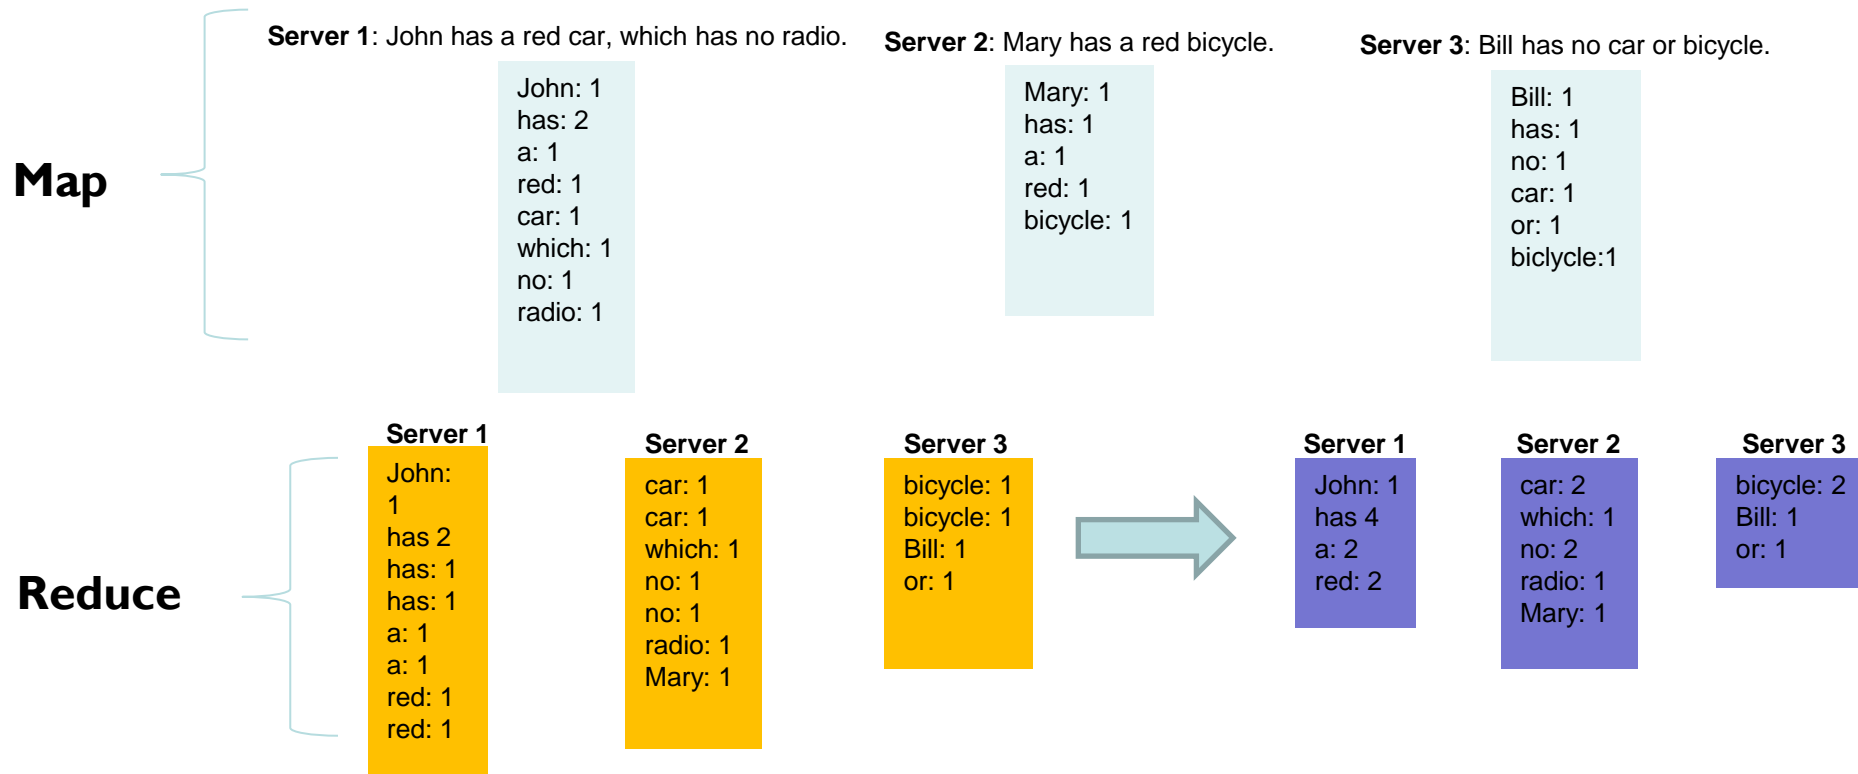 Map
Server 1: John has a red car, which has no radio.
John: 1
has: 2
a: 1
red: 1
car: 1
which: 1
no: 1
radio: 1
Server 2: Mary has a red bicycle.
Mary: 1
has: 1
a: 1
red: 1
bicycle: 1
Server 3: Bill has no car or bicycle.
Bill: 1
has: 1
no: 1
car: 1
or: 1
biclycle:1
Reduce
Server 1
John:
1
has 2
has: 1
has: 1
a: 1
a: 1
red: 1
red: 1
Server 2
car: 1
car: 1
which: 1
no: 1
no: 1
radio: 1
Mary: 1
Server 3
bicycle: 1
bicycle: 1
Bill: 1
or: 1
Server 1
John: 1
has 4
a: 2
red: 2
Server 2
car: 2
which: 1
no: 2
radio: 1
Mary: 1
Server 3
bicycle: 2
Bill: 1
or: 1